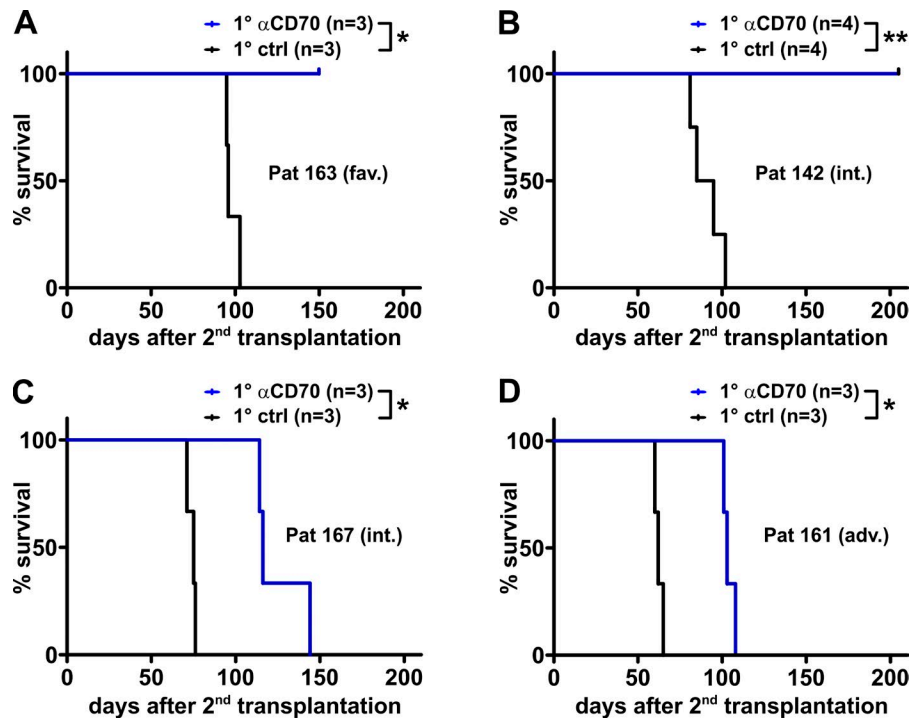 A
1° αCD70 (n=3)
1° ctrl (n=3)
*
% survival
100
50
0
Pat 163 (fav.)
0 50 100 150 200
days after 2nd transplantation
B
1° αCD70 (n=4)
1° ctrl (n=4)
**
% survival
100
50
0
Pat 142 (int.)
0 50 100 150 200
days after 2nd transplantation
C
1° αCD70 (n=3)
1° ctrl (n=3)
*
% survival
100
50
0
Pat 167 (int.)
0 50 100 150 200
days after 2nd transplantation
D
1° αCD70 (n=3)
1° ctrl (n=3)
*
% survival
100
50
0
Pat 161 (adv.)
0 50 100 150 200
days after 2nd transplantation